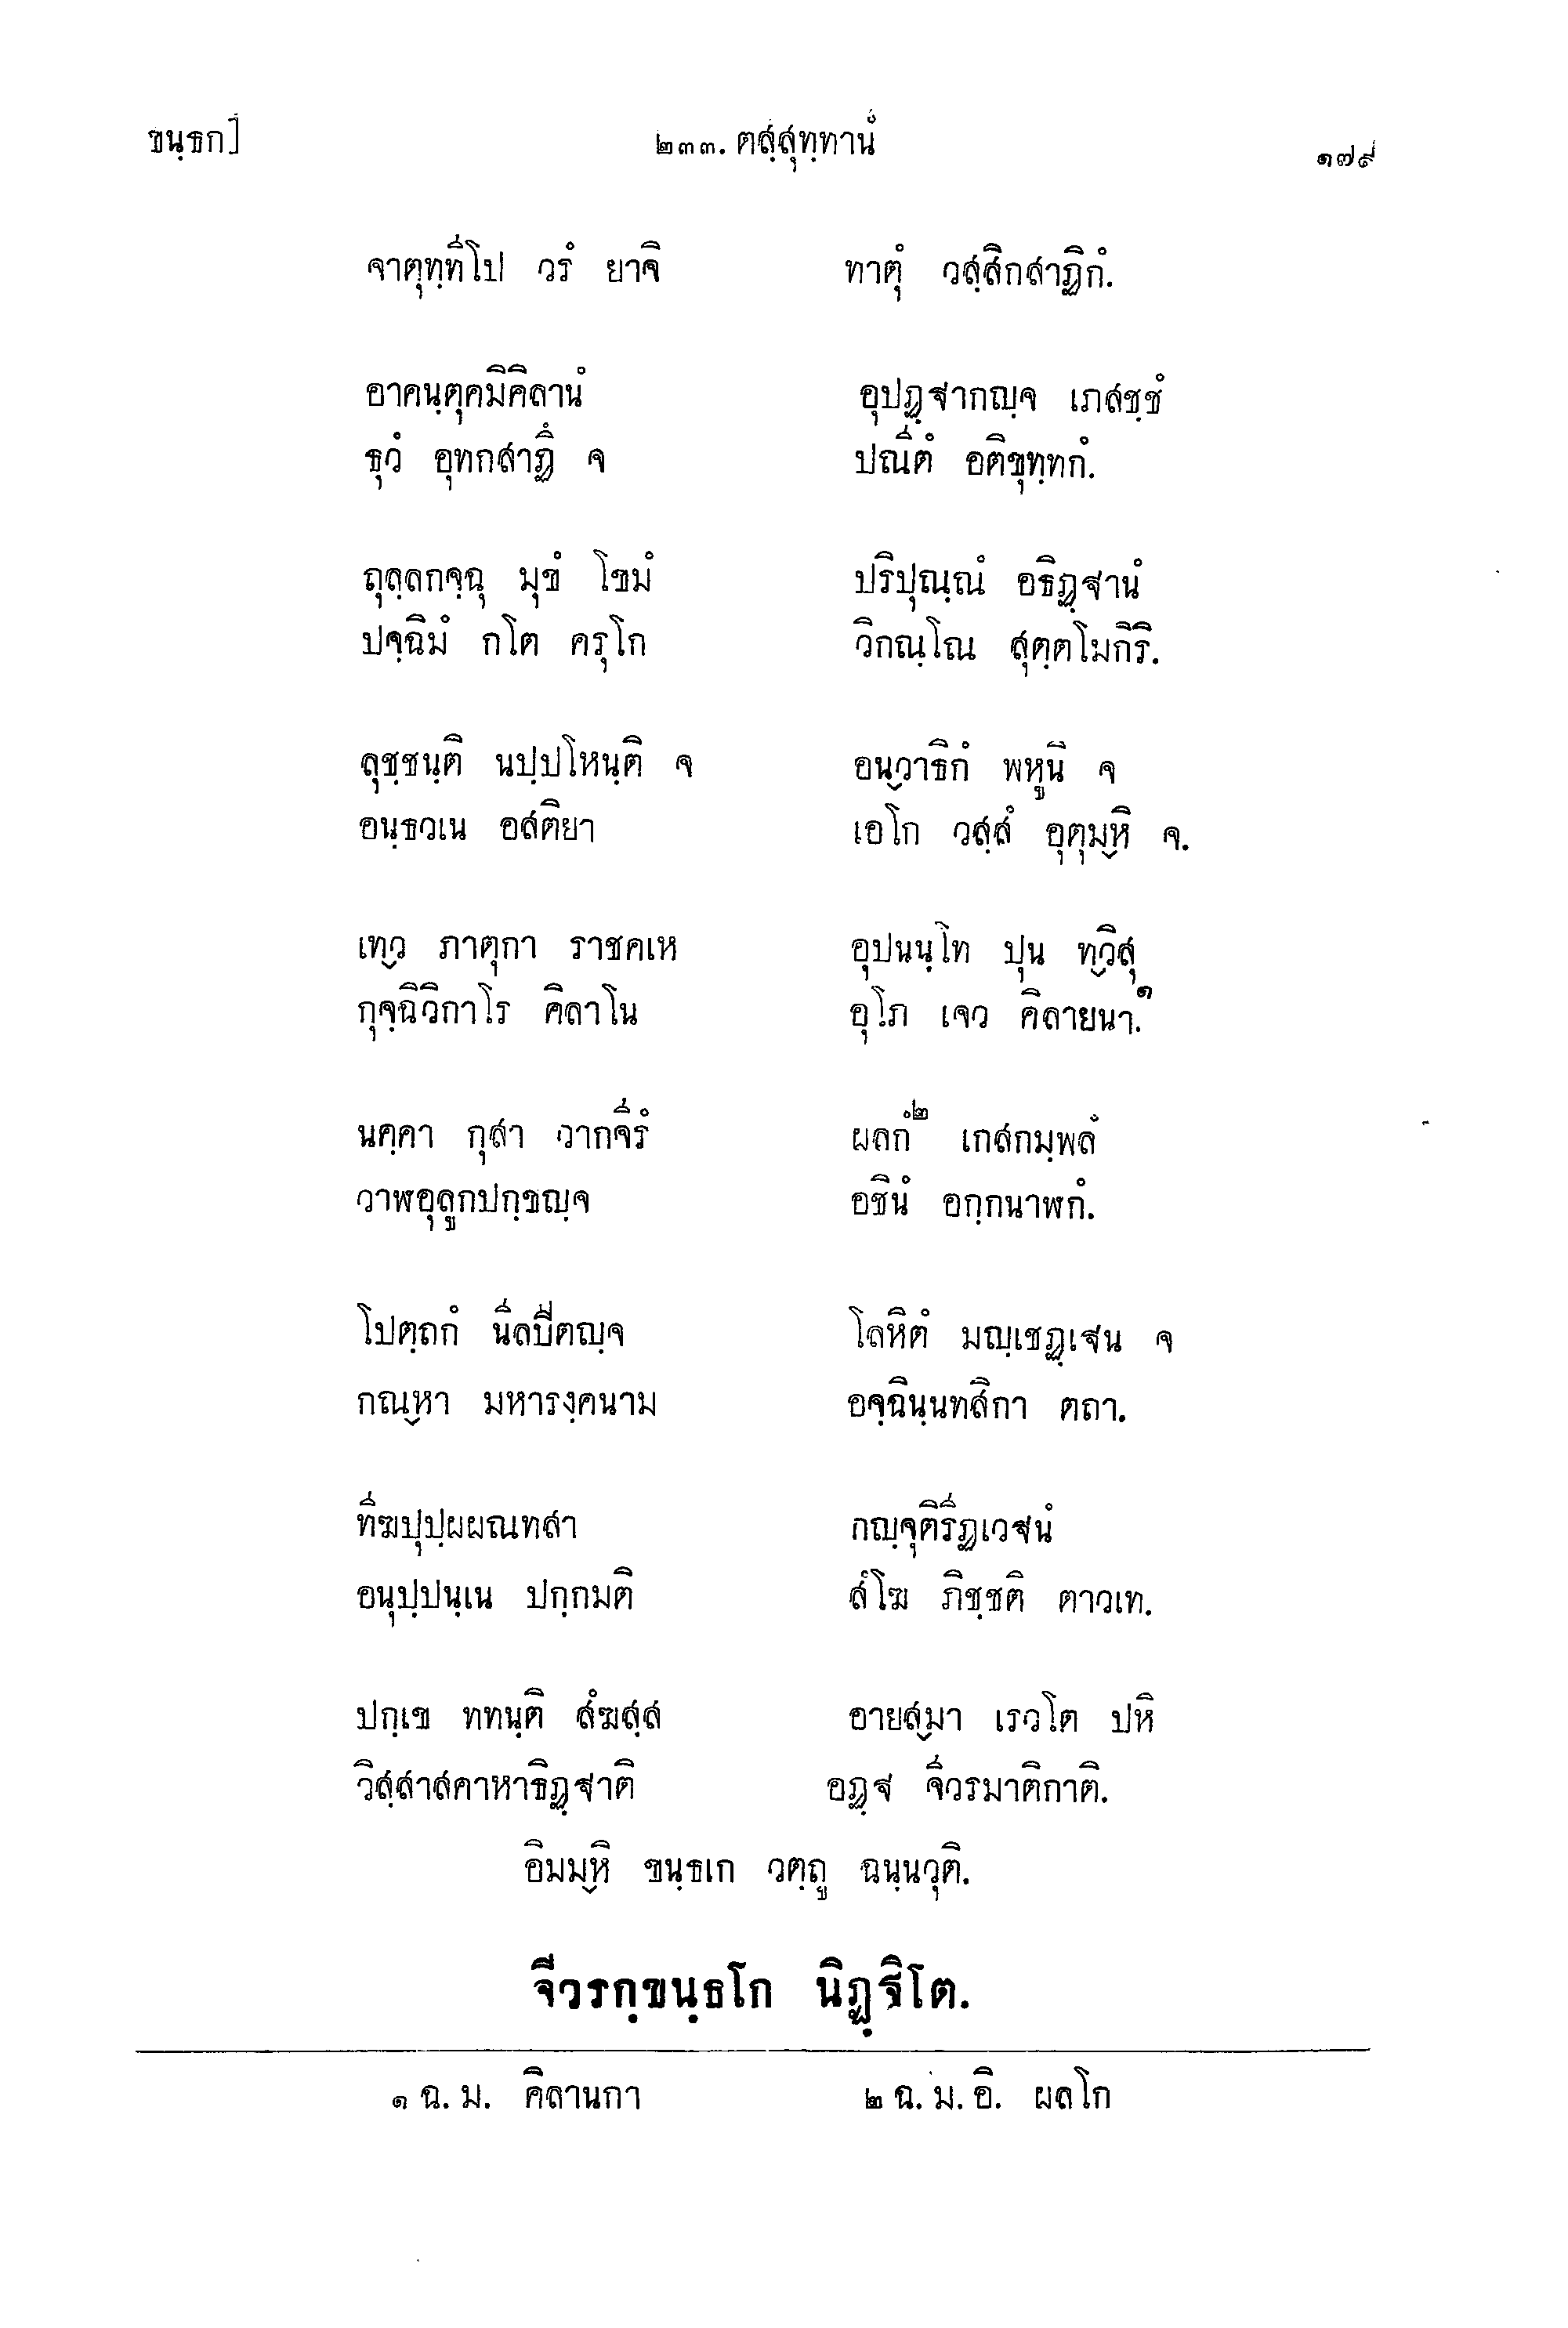 ขนฺธก] ๒๓๓. ตสฺสุทฺทานํ ๑๗๙
จาตุทฺทีโป วรํ ยาจิ ทาตุํ วสฺสิกสาฏิกํ.
อาคนฺตุคมิคิลานํ อุปฏฺฐากญฺจ เภสชฺชํ
ธุวํ อุทกสาฏึ จ ปณีตํ อติขุทฺทกํ.
ถุลฺลกจฺฉุ มุขํ โขมํ ปริปุณฺณํ อธิฏฺฐานํ
ปจฺฉิมํ กโต ครุโก วิกณฺโณ สุตฺตโมกิริ.
ลุชฺชนฺติ นปฺปโหนฺติ จ อนฺวาธิกํ พหูนิ จ
อนฺธวเน อสติยา เอโก วสฺสํ อุตุมฺหิ จ.
เทฺว ภาตุกา ราชคเห อุปนนฺโท ปุน ทฺวิสุ
กุจฺฉิวิกาโร คิลาโน อุโภ เจว คิลายนา.๑
นคฺคา กุสา วากจีรํ ผลกํ๒ เกสกมฺพลํ
วาฬอุลูกปกฺขญฺจ อชินํ อกฺกนาฬกํ.
โปตฺถกํ นีลปีตญฺจ โลหิตํ มญฺเชฏฺเฐน จ
กณฺหา มหารงฺคนาม อจฺฉินฺนทสิกา ตถา.
ทีฆปุปฺผผณทสา กญฺจุติรีฏเวฐนํ
อนุปฺปนฺเน ปกฺกมติ สํโฆ ภิชฺชติ ตาวเท.
ปกฺเข ททนฺติ สํฆสฺส อายสฺมา เรวโต ปหิ
วิสฺสาสคาหาธิฏฺฐาติ อฏฺฐ จีวรมาติกาติ.
อิมมฺหิ ขนฺธเก วตฺถู ฉนฺนวุติ.
จีวรกฺขนฺธโก นิฏฺฐิโต.
๑ ฉ. ม. คิลานกา ๒ ฉ. ม. อิ. ผลโก